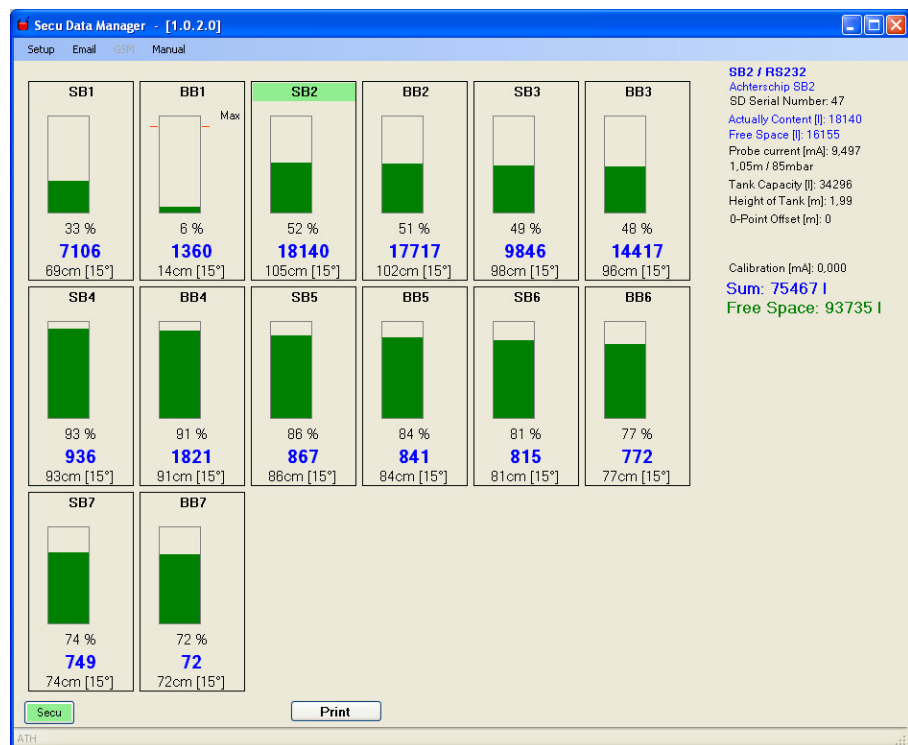 Secu Data Manager - [1.0.2.0]
Setup Email GSM Manual
SB1
33 %
7106
69cm [15°]
BB1
Max
6 %
1360
14cm [15°]
SB2
52 %
18140
105cm [15°]
BB2
51 %
17717
102cm [15°]
SB3
49 %
9846
98cm [15°]
BB3
48 %
14417
96cm [15°]
SB4
93 %
936
93cm [15°]
BB4
91 %
1821
91cm [15°]
SB5
86 %
867
86cm [15°]
BB5
84 %
841
84cm [15°]
SB6
81 %
815
81cm [15°]
BB6
77 %
772
77cm [15°]
SB7
74 %
749
74cm [15°]
BB7
72 %
72
72cm [15°]
SB2 / RS232
Achterschip SB2
SD Serial Number: 47
Actually Content [l]: 18140
Free Space [l]: 16155
Probe current [mA]: 9,497
1,05m / 85mbar
Tank Capacity [l]: 34296
Height of Tank [m]: 1,99
0-Point Offset [m]: 0
Calibration [mA]: 0,000
Sum: 75467 l
Free Space: 93735 l
Secu
Print
ATH